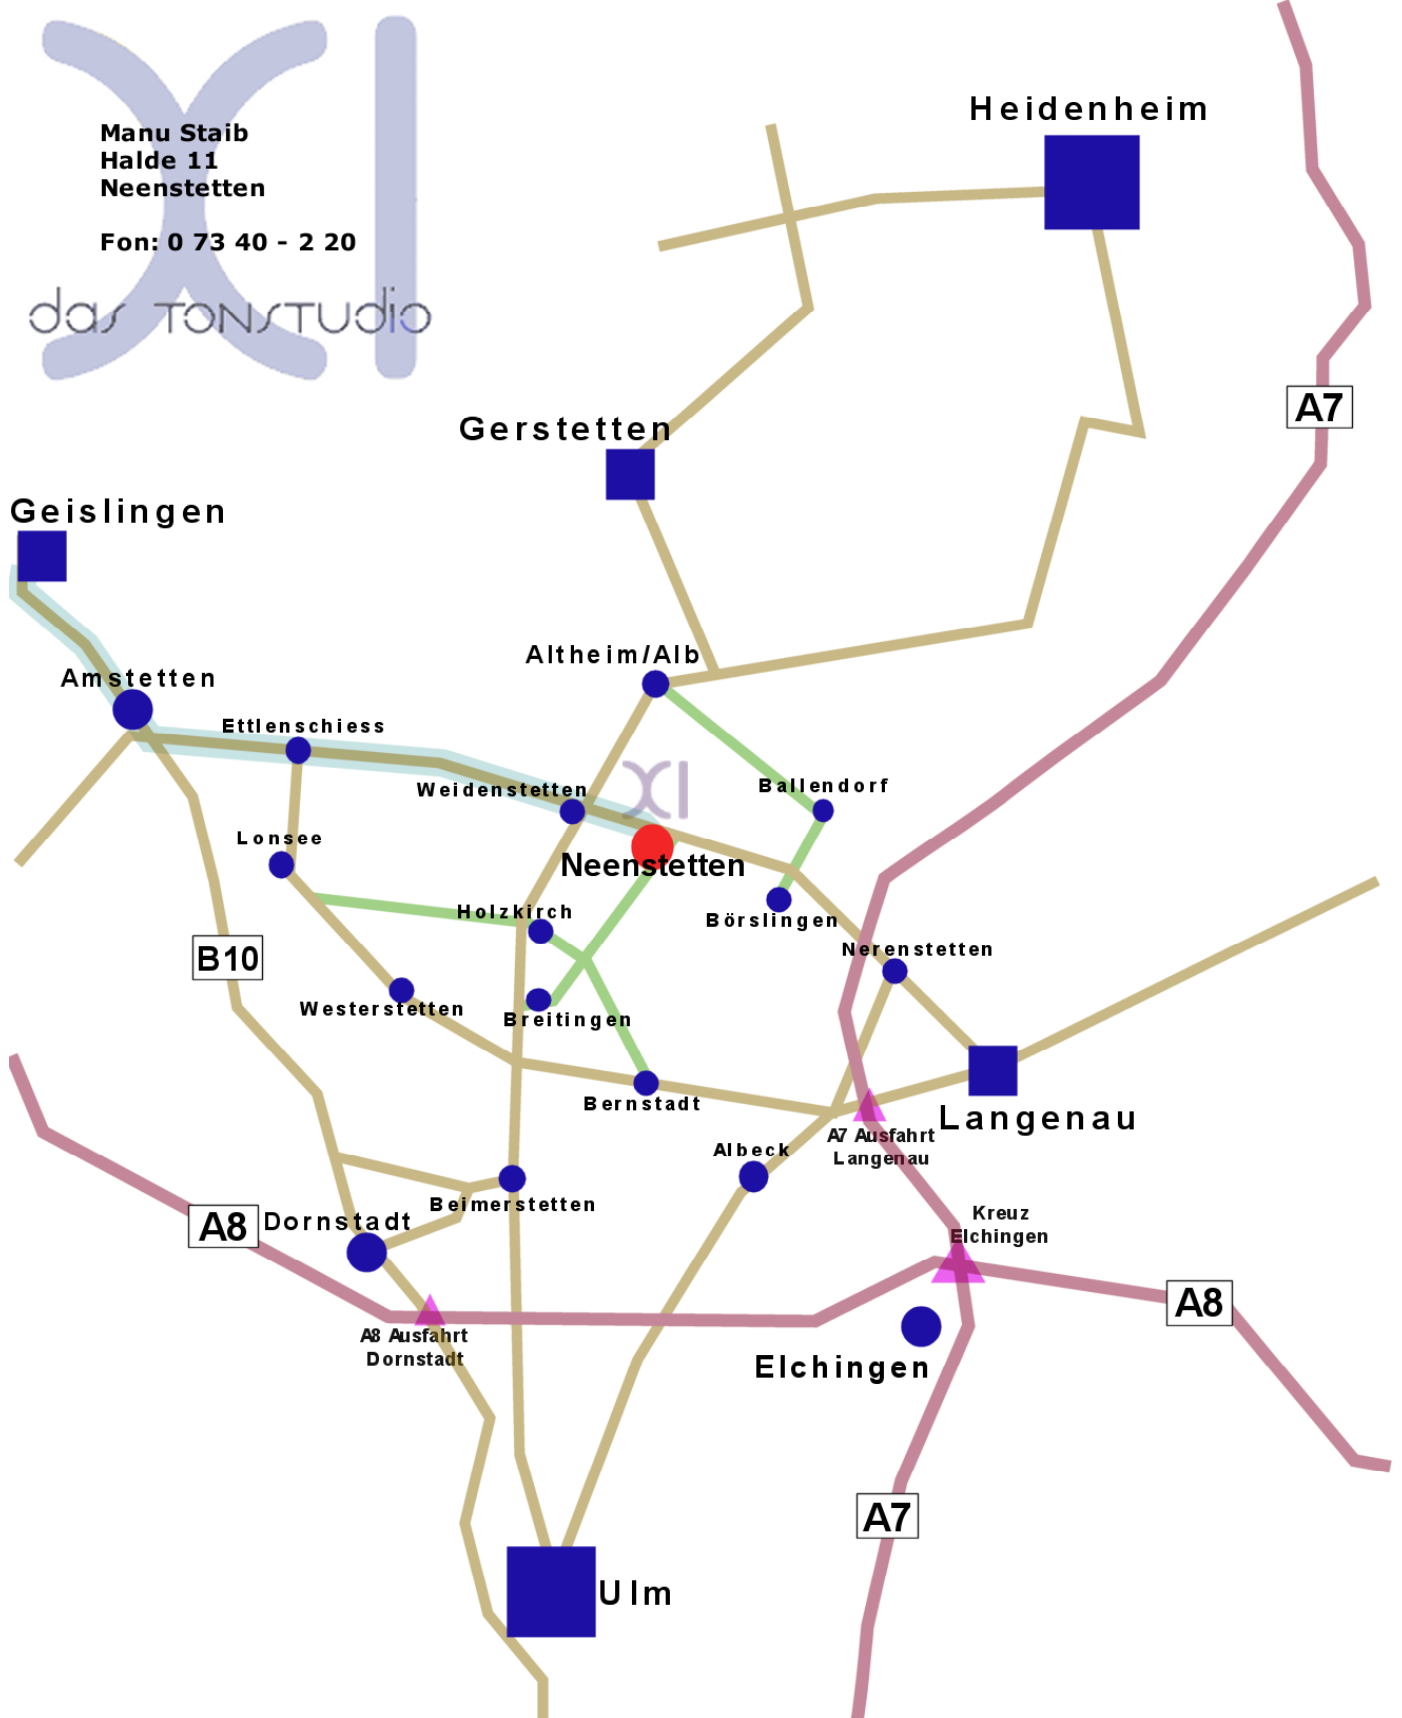 Manu Staib
Halde 11
Neenstetten
Fon: 0 73 40 - 2 20
das TONSTUdio
XI
Heidenheim
A7
Gerstetten
Geislingen
Altheim/Alb
Amstetten
Ettlenschiess
XI
Weidenstetten
Ballendorf
Lonsee
Neenstetten
Holzkirch
Börslingen
Nerenstetten
B10
Westerstetten
Breitingen
Bernstadt
Langenau
A7 Ausfahrt
Langenau
Albeck
Beimerstetten
A8
Dornstadt
Kreuz
Elchingen
A8
A8 Ausfahrt
Dornstadt
Elchingen
A7
Ulm